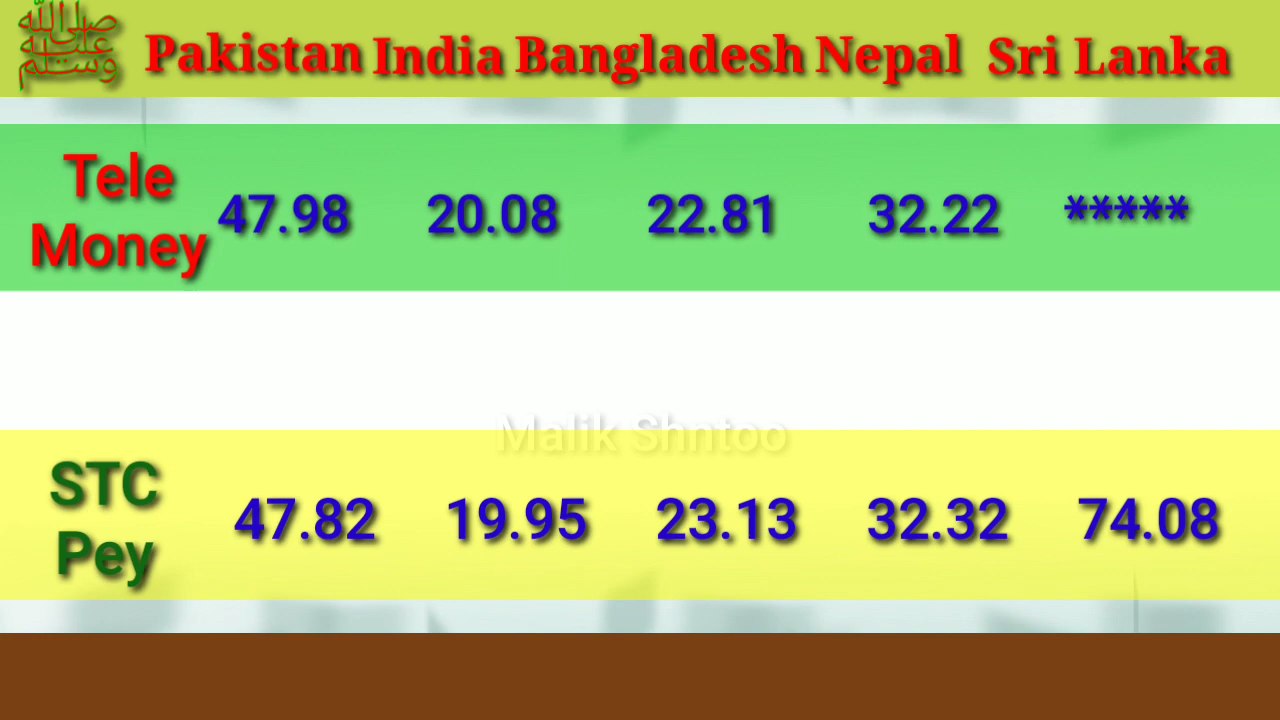 صلى الله
عليه
وسلم
Pakistan India Bangladesh Nepal Sri Lanka
Tele
Money
47.98 20.08 22.81 32.22 *****
Malik Shntoo
STC
Pey
47.82 19.95 23.13 32.32 74.08